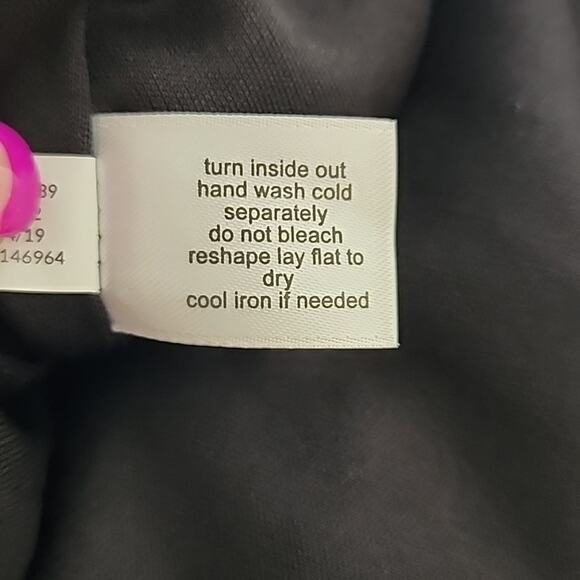 turn inside out
hand wash cold
separately
do not bleach
reshape lay flat to
dry
cool iron if needed
146964